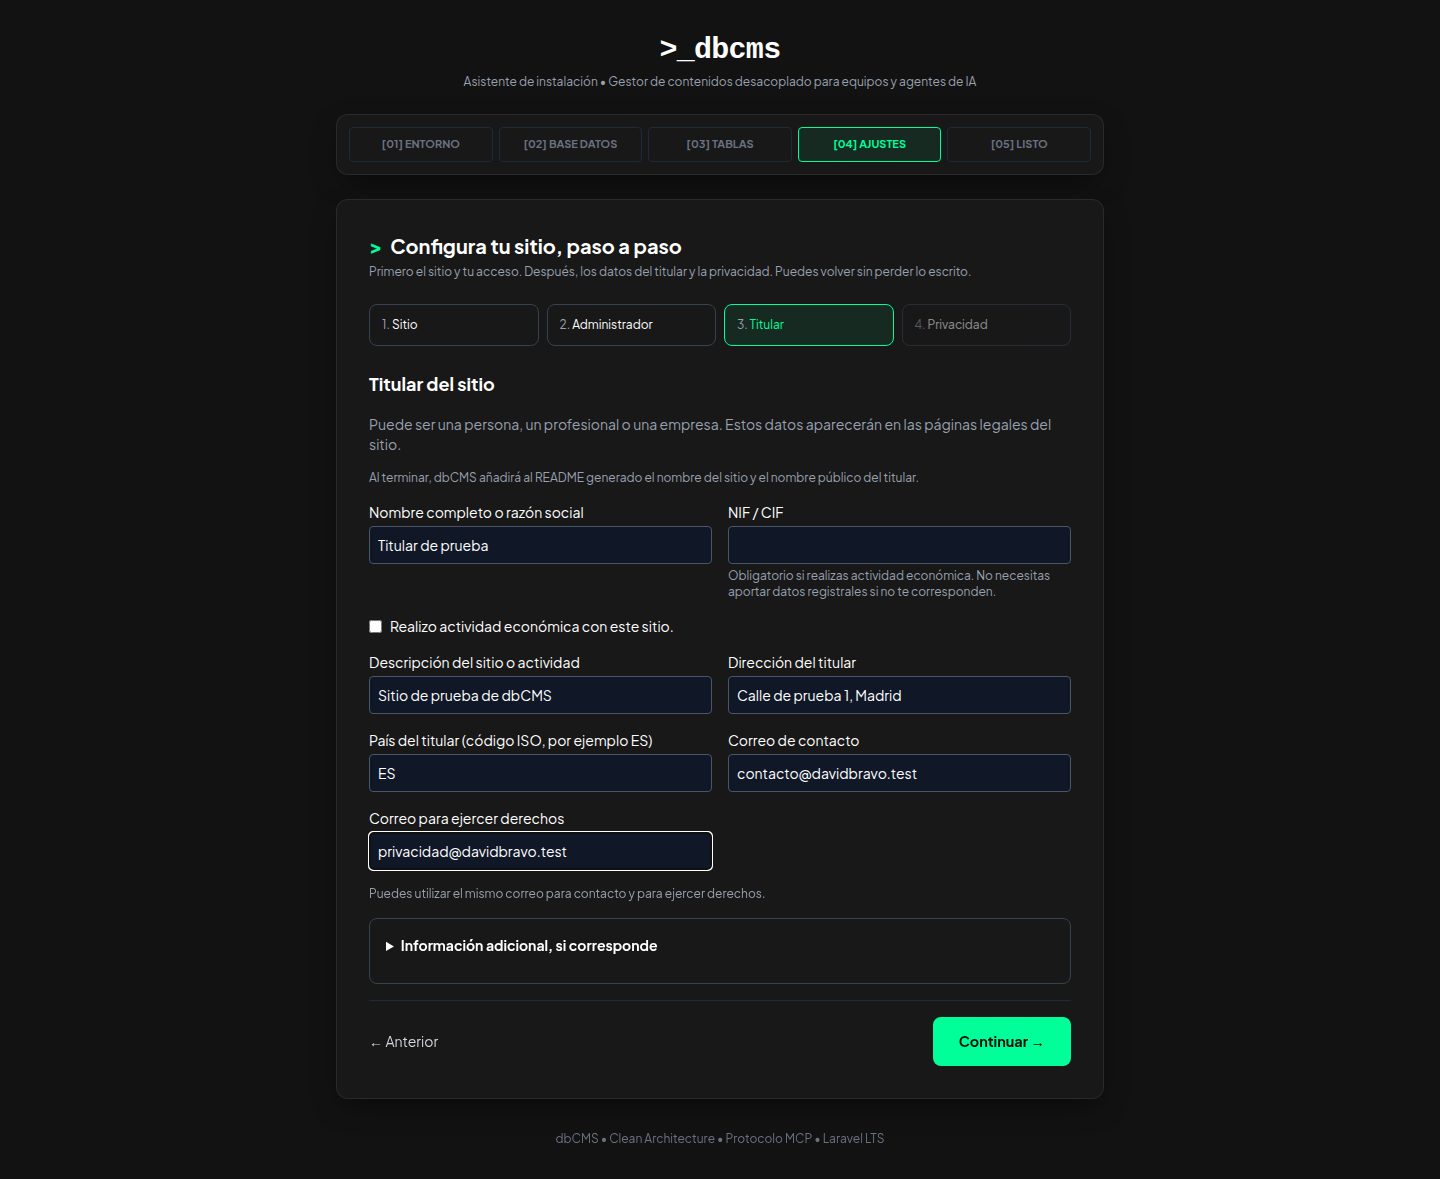 >_dbcms
Asistente de instalación • Gestor de contenidos desacoplado para equipos y agentes de IA
[01] ENTORNO
[02] BASE DATOS
[03] TABLAS
[04] AJUSTES
[05] LISTO
> Configura tu sitio, paso a paso
Primero el sitio y tu acceso. Después, los datos del titular y la privacidad. Puedes volver sin perder lo escrito.
1. Sitio
2. Administrador
3. Titular
4. Privacidad
Titular del sitio
Puede ser una persona, un profesional o una empresa. Estos datos aparecerán en las páginas legales del
sitio.
Al terminar, dbCMS añadirá al README generado el nombre del sitio y el nombre público del titular.
Nombre completo o razón social
Titular de prueba
NIF / CIF
Obligatorio si realizas actividad económica. No necesitas
aportar datos registrales si no te corresponden.
Realizo actividad económica con este sitio.
Descripción del sitio o actividad
Sitio de prueba de dbCMS
Dirección del titular
Calle de prueba 1, Madrid
País del titular (código ISO, por ejemplo ES)
ES
Correo de contacto
contacto@davidbravo.test
Correo para ejercer derechos
privacidad@davidbravo.test
Puedes utilizar el mismo correo para contacto y para ejercer derechos.
▶ Información adicional, si corresponde
← Anterior
Continuar →
dbCMS • Clean Architecture • Protocolo MCP • Laravel LTS